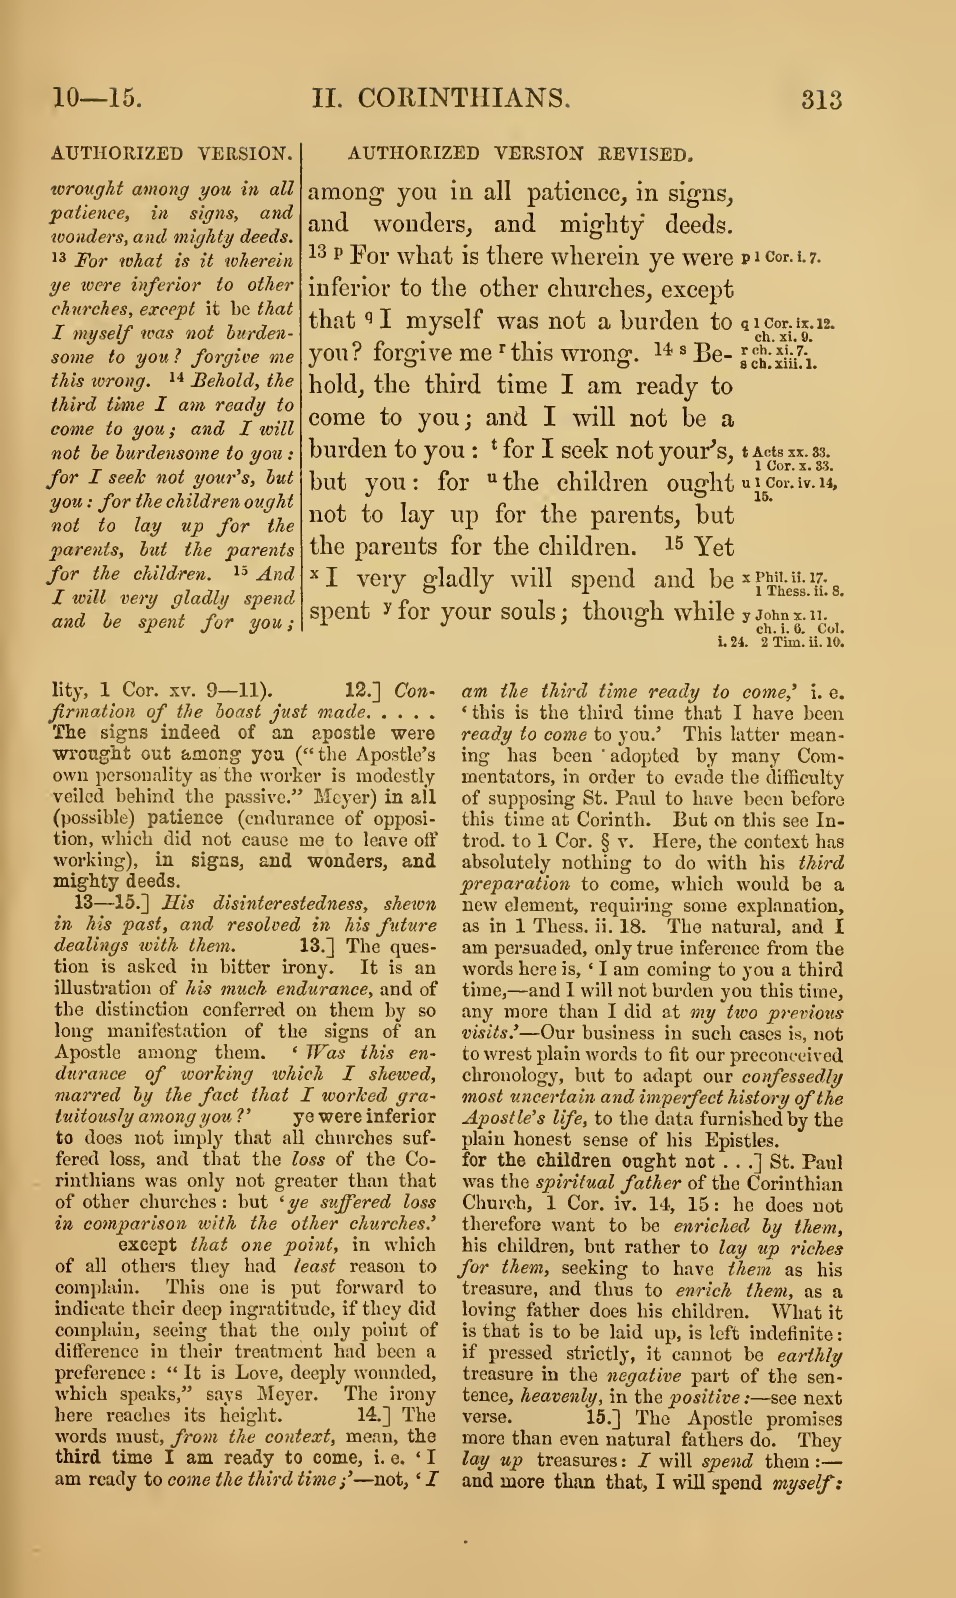 10—15.
II. CORINTHIANS.
313
AUTHORIZED VERSION.
wrought among you in all
patience, in signs, and
wonders, and mighty deeds.
13 For what is it wherein
ye were inferior to other
churches, except it be that
I myself was not burden-
some to you? forgive me
this wrong. 14 Behold, the
third time I am ready to
come to you; and I will
not be burdensome to you:
for I seek not your's, but
you: for the children ought
not to lay up for the
parents, but the parents
for the children. 15 And
I will very gladly spend
and be spent for you;
AUTHORIZED VERSION REVISED.
among you in all patience, in signs,
and wonders, and mighty deeds.
13 p For what is there wherein ye were
inferior to the other churches, except
that q I myself was not a burden to
you? forgive me r this wrong. 14 s Be-
hold, the third time I am ready to
come to you; and I will not be a
burden to you: t for I seek not your's,
but you: for u the children ought
not to lay up for the parents, but
the parents for the children. 15 Yet
x I very gladly will spend and be
spent y for your souls; though while
p 1 Cor. i. 7.
q 1 Cor. ix. 12.
ch. xi. 9.
r ch. xi. 7.
s ch. xiii. 1.
t Acts xx. 33.
1 Cor. x. 33.
u 1 Cor. iv. 14,
15.
x Phil. ii. 17.
1 Thess. ii. 8.
y John x. 11.
ch. i. 6. Col.
i. 24. 2 Tim. ii. 10.
lity, 1 Cor. xv. 9—11). 12.] Con-
firmation of the boast just made. . . . .
The signs indeed of an apostle were
wrought out among you ("the Apostle's
own personality as the worker is modestly
veiled behind the passive." Meyer) in all
(possible) patience (endurance of opposi-
tion, which did not cause me to leave off
working), in signs, and wonders, and
mighty deeds.
13—15.] His disinterestedness, shewn
in his past, and resolved in his future
dealings with them. 13.] The ques-
tion is asked in bitter irony. It is an
illustration of his much endurance, and of
the distinction conferred on them by so
long manifestation of the signs of an
Apostle among them. 'Was this en-
durance of working which I shewed,
marred by the fact that I worked gra-
tuitously among you?' ye were inferior
to does not imply that all churches suf-
fered loss, and that the loss of the Co-
rinthians was only not greater than that
of other churches: but 'ye suffered loss
in comparison with the other churches.'
except that one point, in which
of all others they had least reason to
complain. This one is put forward to
indicate their deep ingratitude, if they did
complain, seeing that the only point of
difference in their treatment had been a
preference: "It is Love, deeply wounded,
which speaks," says Meyer. The irony
here reaches its height. 14.] The
words must, from the context, mean, the
third time I am ready to come, i. e. 'I
am ready to come the third time;'—not, 'I
am the third time ready to come,' i. e.
'this is the third time that I have been
ready to come to you.' This latter mean-
ing has been adopted by many Com-
mentators, in order to evade the difficulty
of supposing St. Paul to have been before
this time at Corinth. But on this see In-
trod. to 1 Cor. § v. Here, the context has
absolutely nothing to do with his third
preparation to come, which would be a
new element, requiring some explanation,
as in 1 Thess. ii. 18. The natural, and I
am persuaded, only true inference from the
words here is, 'I am coming to you a third
time,—and I will not burden you this time,
any more than I did at my two previous
visits.'—Our business in such cases is, not
to wrest plain words to fit our preconceived
chronology, but to adapt our confessedly
most uncertain and imperfect history of the
Apostle's life, to the data furnished by the
plain honest sense of his Epistles.
for the children ought not . . .] St. Paul
was the spiritual father of the Corinthian
Church, 1 Cor. iv. 14, 15: he does not
therefore want to be enriched by them,
his children, but rather to lay up riches
for them, seeking to have them as his
treasure, and thus to enrich them, as a
loving father does his children. What it
is that is to be laid up, is left indefinite:
if pressed strictly, it cannot be earthly
treasure in the negative part of the sen-
tence, heavenly, in the positive:—see next
verse. 15.] The Apostle promises
more than even natural fathers do. They
lay up treasures: I will spend them:—
and more than that, I will spend myself: